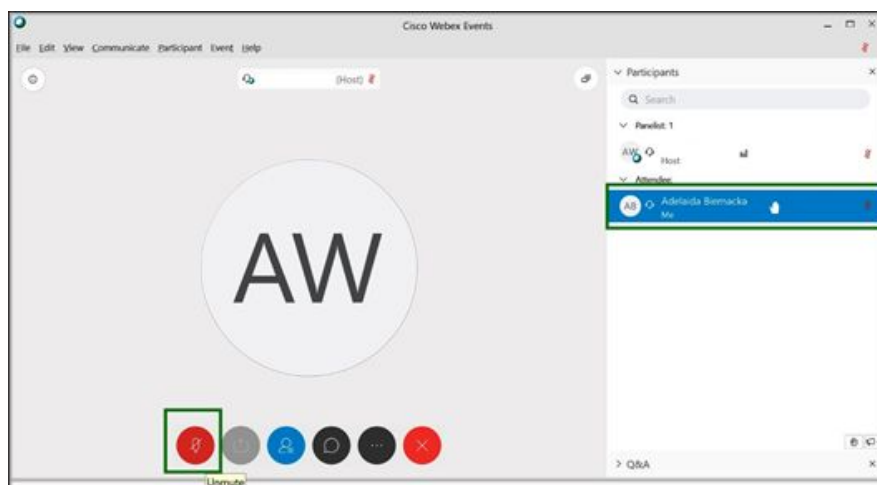 Cisco Webex Events
File Edit View Communicate Participant Event Help
(Host)
Participants
Search
Panelist: 1
AW
Host
Attendee:
AB Adelaida Biernacka
Me
AW
Unmute
Q&A